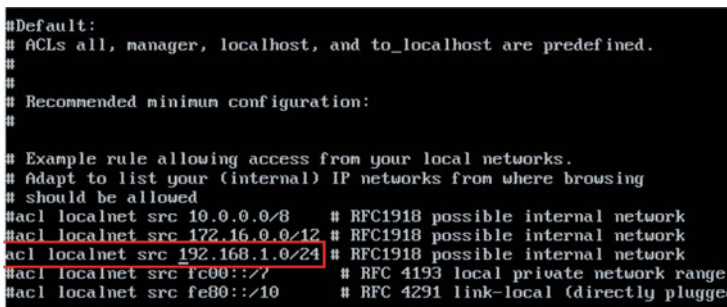 #Default:
# ACLs all, manager, localhost, and to_localhost are predefined.
#
#
# Recommended minimum configuration:
#
# Example rule allowing access from your local networks.
# Adapt to list your (internal) IP networks from where browsing
# should be allowed
#acl localnet src 10.0.0.0/8 # RFC1918 possible internal network
#acl localnet src 172.16.0.0/12 # RFC1918 possible internal network
acl localnet src 192.168.1.0/24 # RFC1918 possible internal network
#acl localnet src fc00::/7 # RFC 4193 local private network range
#acl localnet src fe80::/10 # RFC 4291 link-local (directly plugge